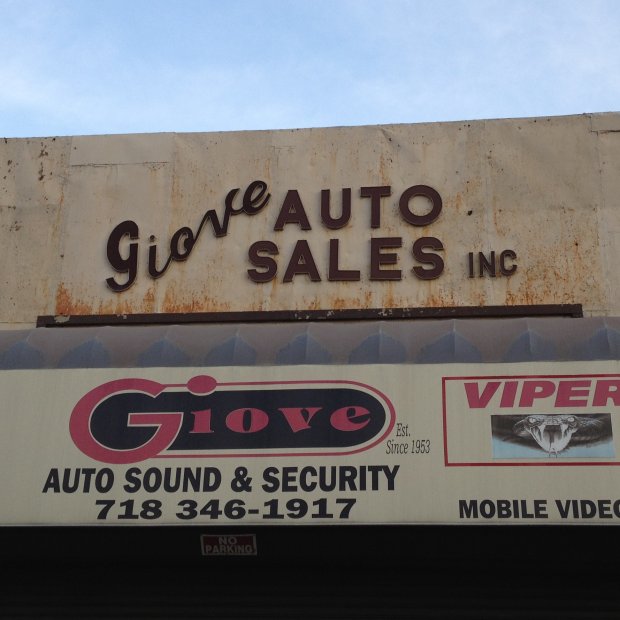 Giove AUTO
SALES INC
Giove
Est.
Since 1953
AUTO SOUND & SECURITY
718 346-1917
VIPER
MOBILE VIDEO
NO
PARKING